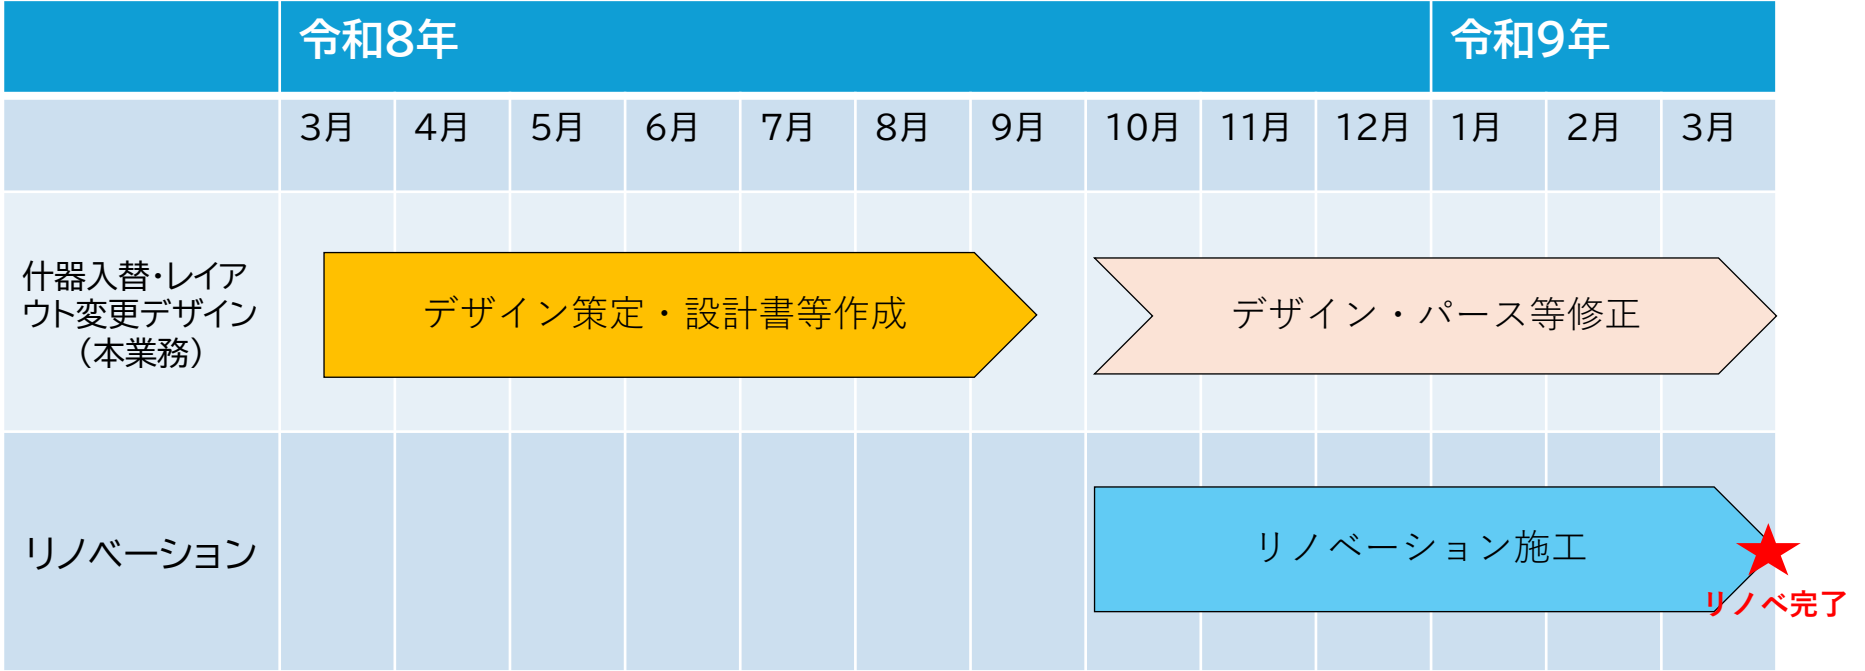 令和8年
令和9年
3月
4月
5月
6月
7月
8月
9月
10月
11月
12月
1月
2月
3月
什器入替・レイア
ウト変更デザイン
(本業務)
デザイン策定・設計書等作成
デザイン・パース等修正
リノベーション
リノベーション施工
リノベ完了